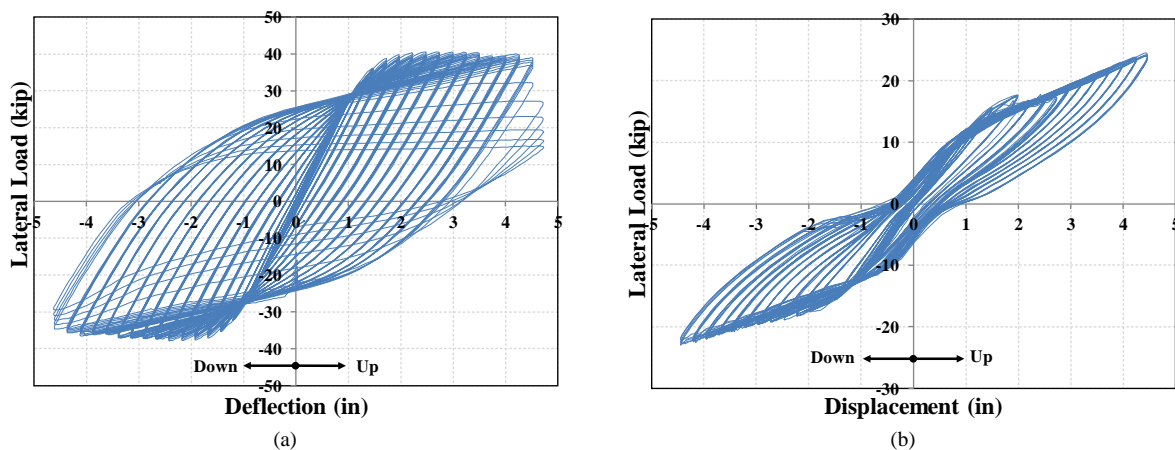 50
40
30
20
10
0
-10
-20
-30
-40
-50
-5 -4 -3 -2 -1 0 1 2 3 4 5
Lateral Load (kip)
Down Up
Deflection (in)
(a)
30
20
10
0
-10
-20
-30
-5 -4 -3 -2 -1 0 1 2 3 4 5
Lateral Load (kip)
Down Up
Displacement (in)
(b)